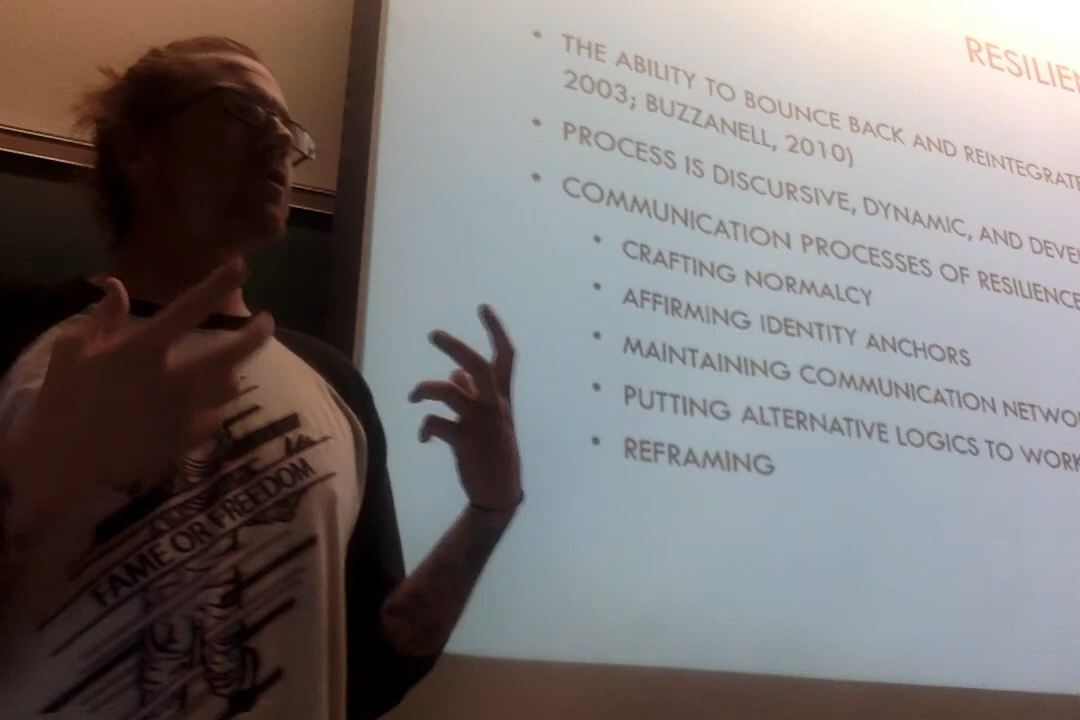 RESILIE
• THE ABILITY TO BOUNCE BACK AND REINTEGRATE
2003; BUZZANELL, 2010)
• PROCESS IS DISCURSIVE, DYNAMIC, AND DEVE
• COMMUNICATION PROCESSES OF RESILIENCE
• CRAFTING NORMALCY
• AFFIRMING IDENTITY ANCHORS
• MAINTAINING COMMUNICATION NETWO
• PUTTING ALTERNATIVE LOGICS TO WORK
• REFRAMING
FAME OR FREEDOM